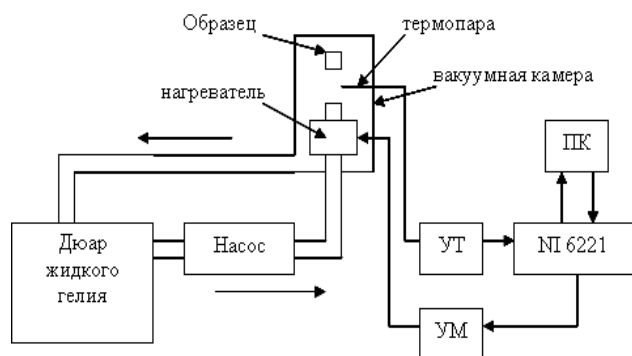 Образец
термопара
вакуумная камера
нагреватель
ПК
Дюар
жидкого
гелия
Насос
УТ
NI 6221
УМ